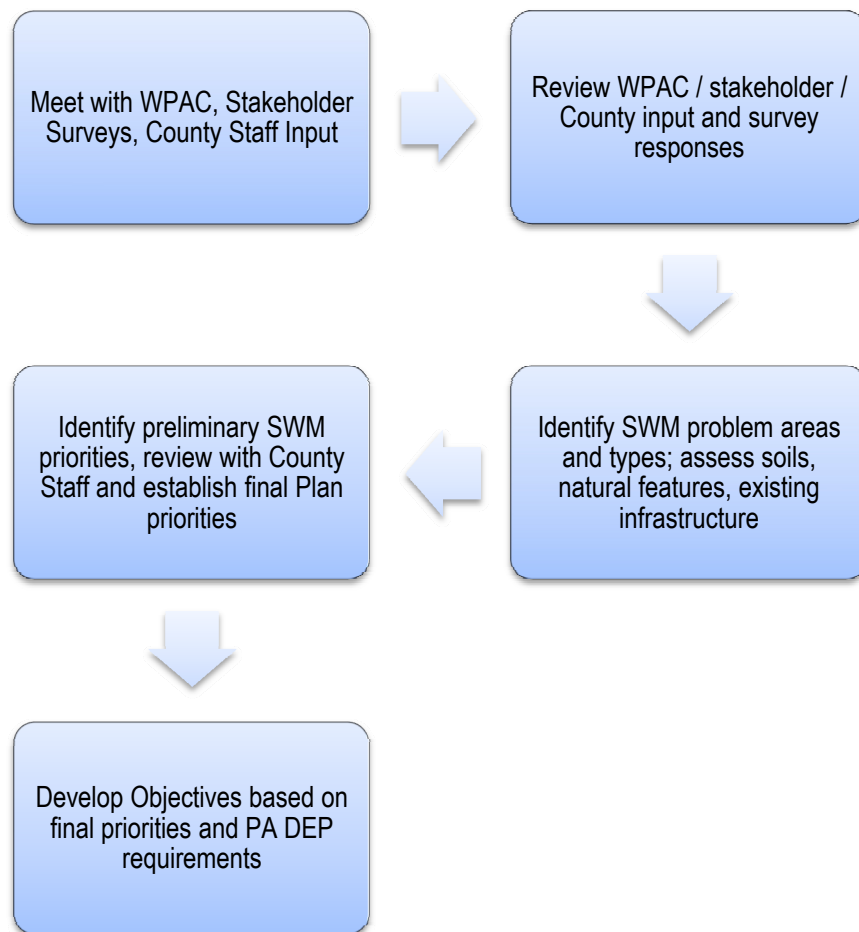 Meet with WPAC, Stakeholder
Surveys, County Staff Input
Review WPAC / stakeholder /
County input and survey
responses
Identify SWM problem areas
and types; assess soils,
natural features, existing
infrastructure
Identify preliminary SWM
priorities, review with County
Staff and establish final Plan
priorities
Develop Objectives based on
final priorities and PA DEP
requirements